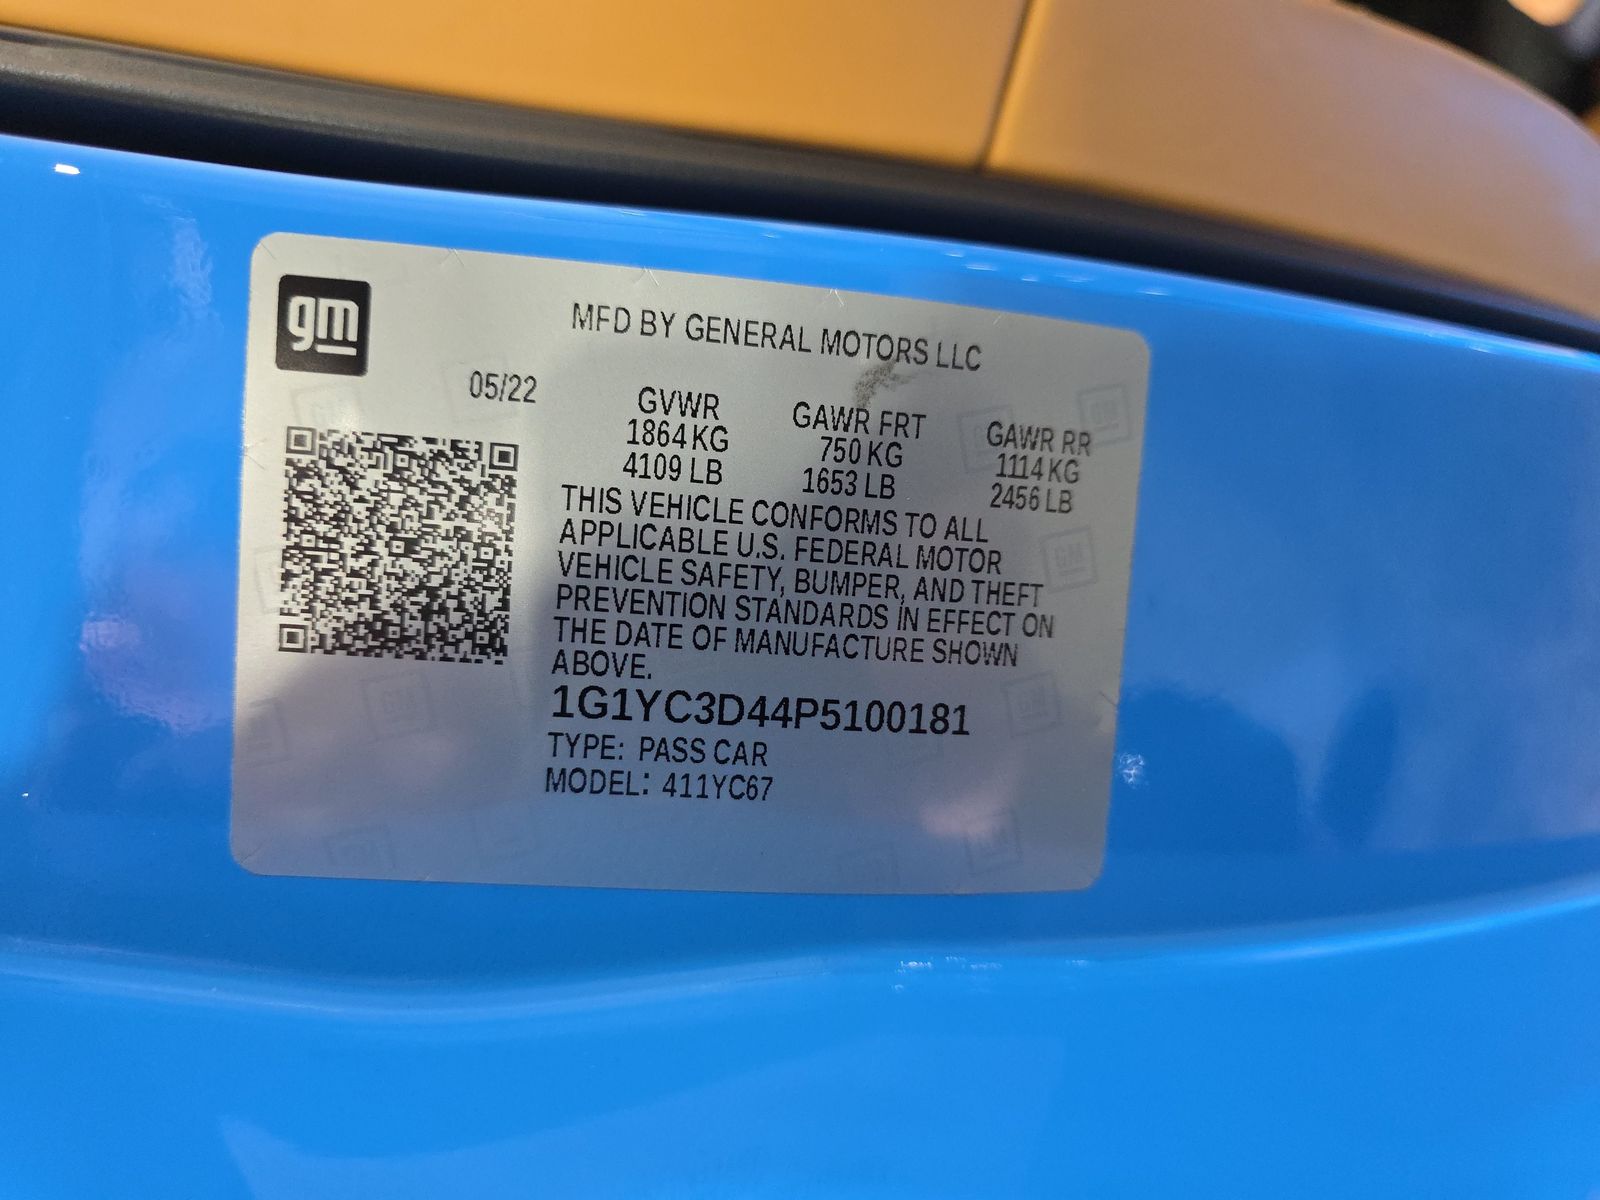 gm
MFD BY GENERAL MOTORS LLC
05/22
GVWR
1864 KG
4109 LB
GAWR FRT
750 KG
1653 LB
GAWR RR
1114 KG
2456 LB
THIS VEHICLE CONFORMS TO ALL
APPLICABLE U.S. FEDERAL MOTOR
VEHICLE SAFETY, BUMPER, AND THEFT
PREVENTION STANDARDS IN EFFECT ON
THE DATE OF MANUFACTURE SHOWN
ABOVE.
1G1YC3D44P5100181
TYPE: PASS CAR
MODEL: 411YC67